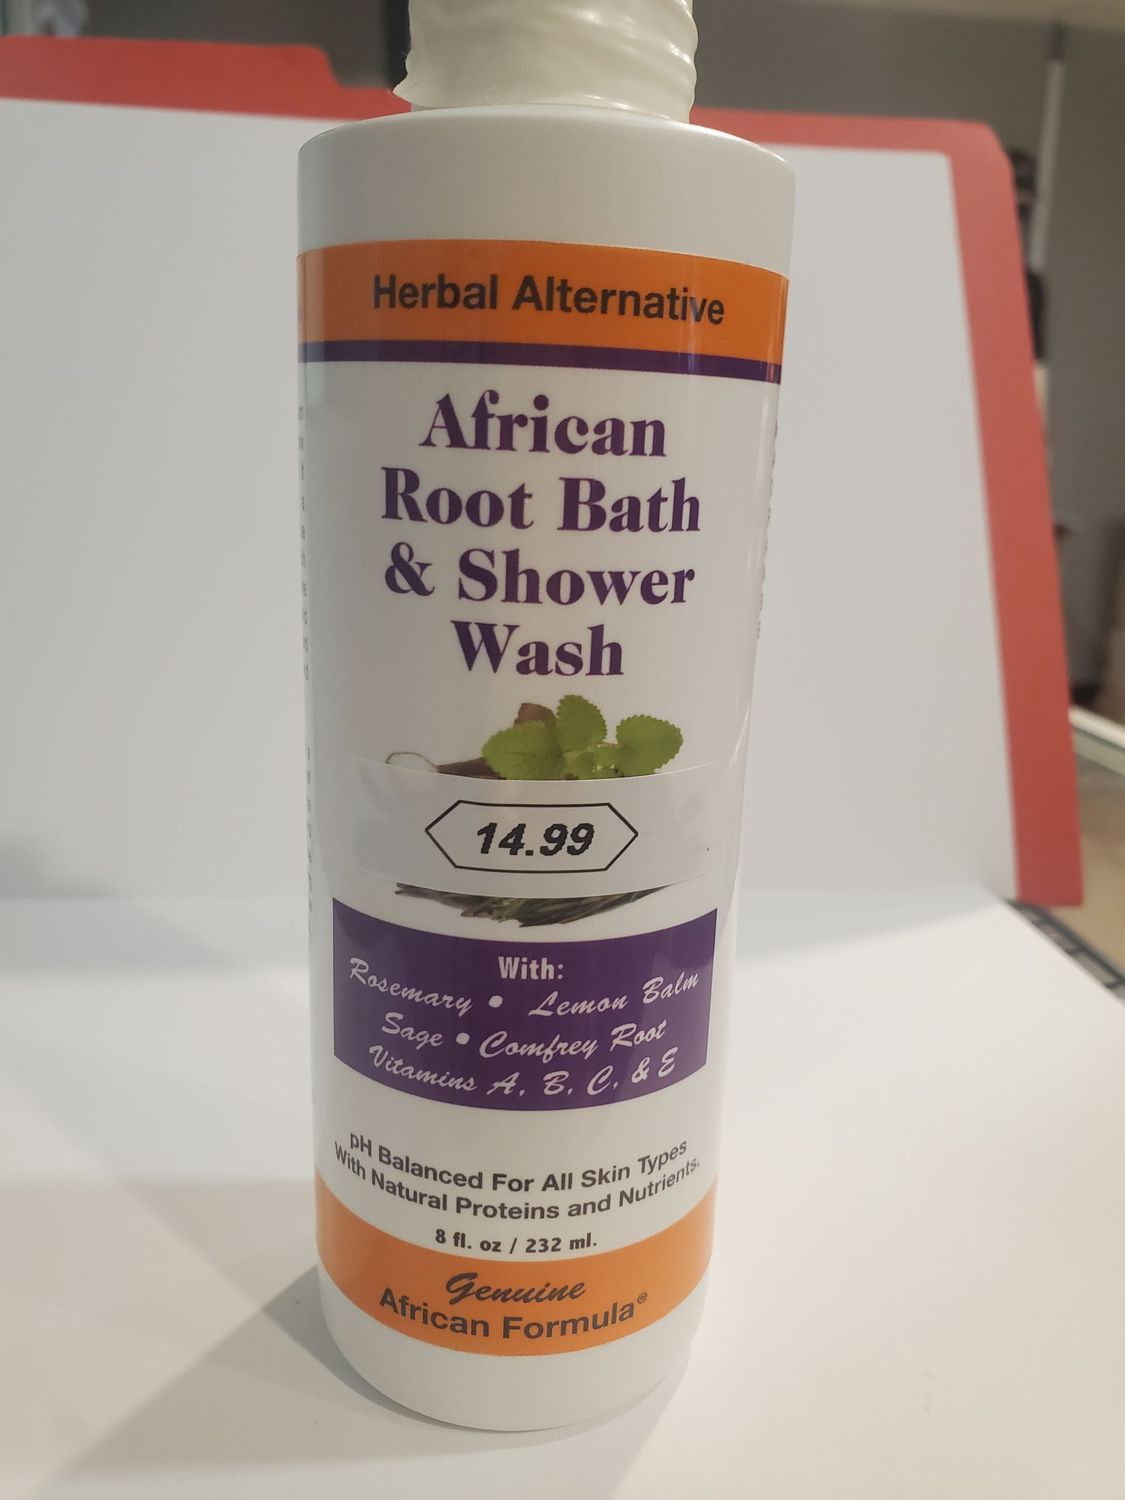 Herbal Alternative
African
Root Bath
& Shower
Wash
14.99
With:
Rosemary • Lemon Balm
Sage • Comfrey Root
Vitamins A, B, C, & E
pH Balanced For All Skin Types
With Natural Proteins and Nutrients.
8 fl. oz / 232 ml.
Genuine
African Formula®